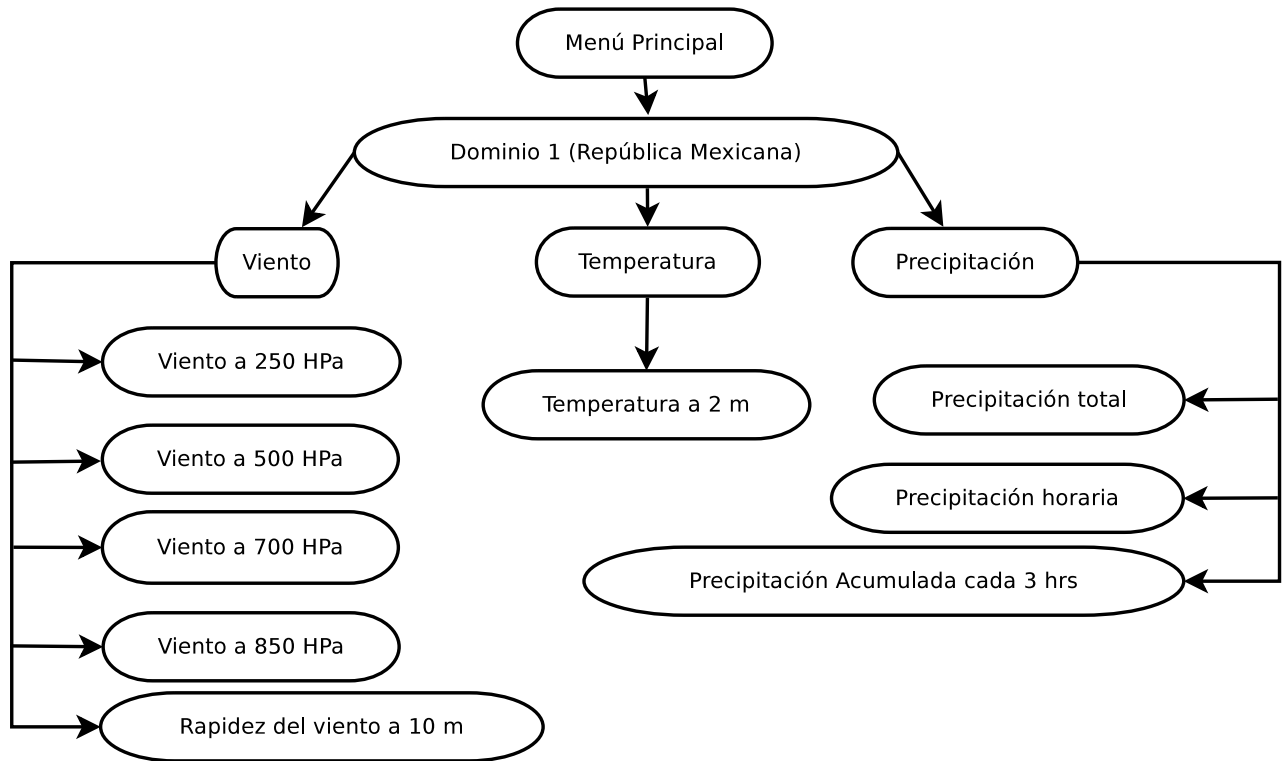 Menú Principal
Dominio 1 (República Mexicana)
Viento
Temperatura
Precipitación
Viento a 250 HPa
Viento a 500 HPa
Viento a 700 HPa
Viento a 850 HPa
Rapidez del viento a 10 m
Temperatura a 2 m
Precipitación total
Precipitación horaria
Precipitación Acumulada cada 3 hrs